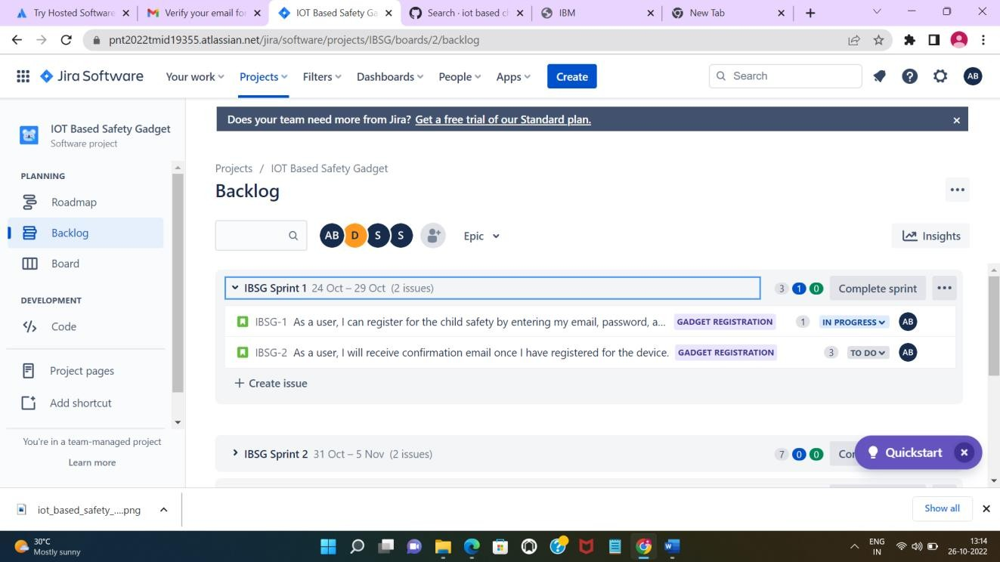 Try Hosted Software
Verify your email fo
IOT Based Safety Ga
Search · iot based c
IBM
New Tab
pnt2022tmid19355.atlassian.net/jira/software/projects/IBSG/boards/2/backlog
Jira Software
Your work
Projects
Filters
Dashboards
People
Apps
Create
Search
AB
IOT Based Safety Gadget
Software project
Does your team need more from Jira? Get a free trial of our Standard plan.
PLANNING
Roadmap
Backlog
Board
DEVELOPMENT
Code
Project pages
Add shortcut
You're in a team-managed project
Learn more
Projects / IOT Based Safety Gadget
Backlog
AB D S S
Epic
Insights
IBSG Sprint 1 24 Oct – 29 Oct (2 issues) 3 1 0 Complete sprint
IBSG-1 As a user, I can register for the child safety by entering my email, password, a... GADGET REGISTRATION 1 IN PROGRESS AB
IBSG-2 As a user, I will receive confirmation email once I have registered for the device. GADGET REGISTRATION 3 TO DO AB
+ Create issue
IBSG Sprint 2 31 Oct – 5 Nov (2 issues) 7 0 0
Quickstart
iot_based_safety_....png
Show all
30°C
Mostly sunny
ENG
IN
13:14
26-10-2022